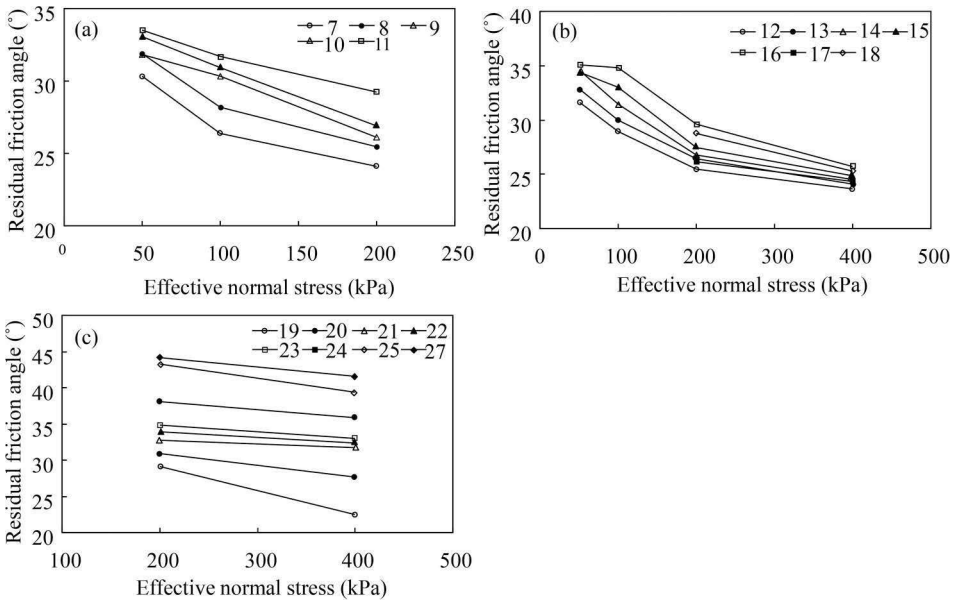 (a)
7 8 9
10 11
Residual friction angle (°)
35
30
25
20
0 50 100 150 200 250
Effective normal stress (kPa)
(b)
12 13 14 15
16 17 18
Residual friction angle (°)
40
35
30
25
20
0 100 200 300 400 500
Effective normal stress (kPa)
(c)
19 20 21 22
23 24 25 27
Residual friction angle (°)
50
45
40
35
30
25
20
100 200 300 400 500
Effective normal stress (kPa)